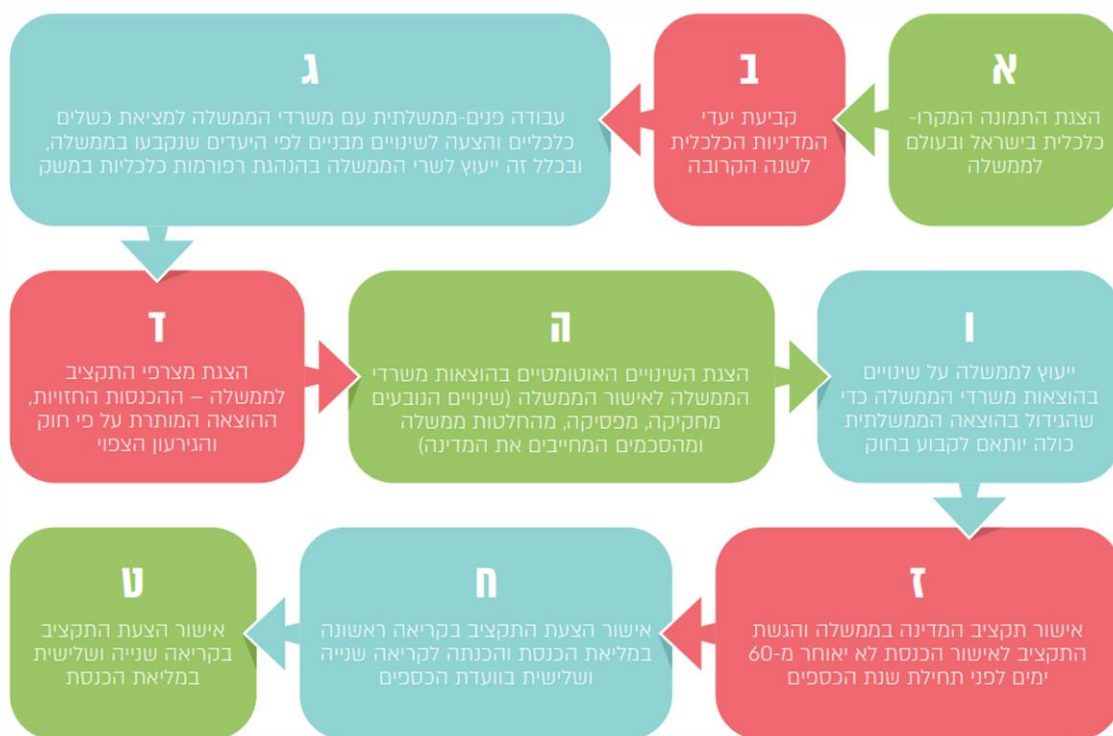 א
הצגת התמונה המקרו-
כלכלית בישראל ובעולם
לממשלה
ב
קביעת יעדי
המדיניות הכלכלית
לשנה הקרובה
ג
עבודה פנים-ממשלתית עם משרדי הממשלה למציאת כשלים
כלכליים והצעה לשינויים מבניים לפי היעדים שנקבעו בממשלה,
ובכלל זה ייעוץ לשרי הממשלה בהנהגת רפורמות כלכליות במשק
ד
הצגת מצרפי התקציב
לממשלה – ההכנסות החזויות,
ההוצאה המותרת על פי חוק
והגירעון הצפוי
ה
הצגת השינויים האוטומטיים בהוצאות משרדי
הממשלה לאישור הממשלה (שינויים הנובעים
מחקיקה, מפסיקה, מהחלטות ממשלה
ומהסכמים המחייבים את המדינה)
ו
ייעוץ לממשלה על שינויים
בהוצאות משרדי הממשלה כדי
שהגידול בהוצאה הממשלתית
כולה יותאם לקבוע בחוק
ז
אישור תקציב המדינה בממשלה והגשת
התקציב לאישור הכנסת לא יאוחר מ-60
ימים לפני תחילת שנת הכספים
ח
אישור הצעת התקציב בקריאה ראשונה
במליאת הכנסת והכנתה לקריאה שנייה
ושלישית בוועדת הכספים
ט
אישור הצעת התקציב
בקריאה שנייה ושלישית
במליאת הכנסת